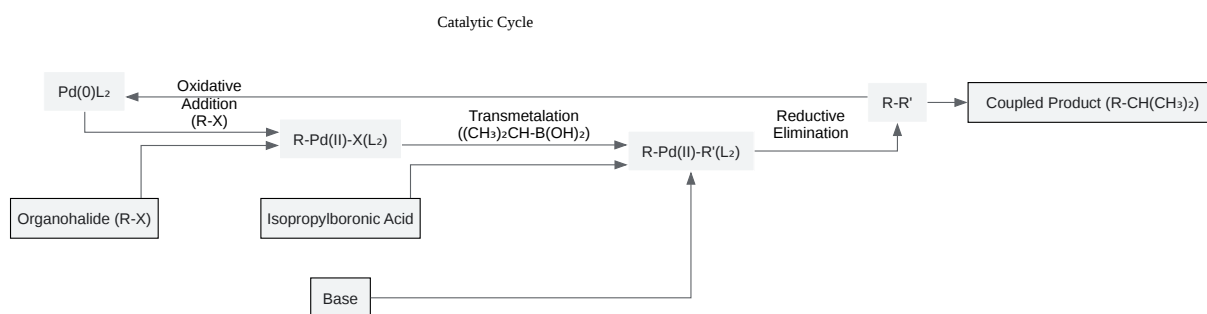 Catalytic Cycle
Pd(0)L₂
Oxidative
Addition
(R-X)
R-Pd(II)-X(L₂)
Transmetalation
((CH₃)₂CH-B(OH)₂)
R-Pd(II)-R'(L₂)
Reductive
Elimination
R-R'
Coupled Product (R-CH(CH₃)₂)
Organohalide (R-X)
Isopropylboronic Acid
Base